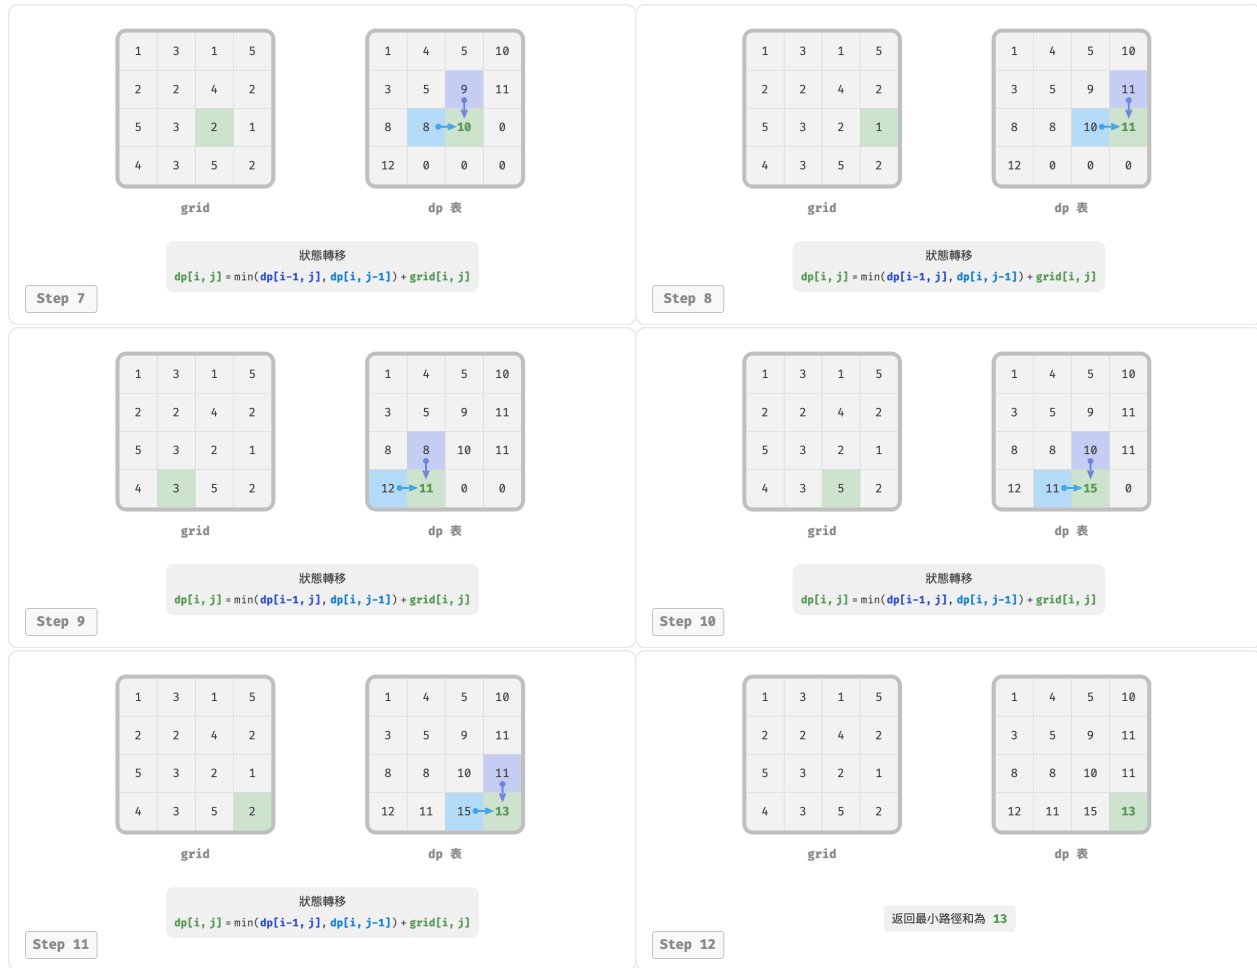 1 3 1 5
2 2 4 2
5 3 2 1
4 3 5 2
grid
1 4 5 10
3 5 9 11
8 8 10 0
12 0 0 0
dp 表
狀態轉移
dp[i, j] = min(dp[i-1, j], dp[i, j-1]) + grid[i, j]
Step 7
1 3 1 5
2 2 4 2
5 3 2 1
4 3 5 2
grid
1 4 5 10
3 5 9 11
8 8 10 11
12 0 0 0
dp 表
狀態轉移
dp[i, j] = min(dp[i-1, j], dp[i, j-1]) + grid[i, j]
Step 8
1 3 1 5
2 2 4 2
5 3 2 1
4 3 5 2
grid
1 4 5 10
3 5 9 11
8 8 10 11
12 11 0 0
dp 表
狀態轉移
dp[i, j] = min(dp[i-1, j], dp[i, j-1]) + grid[i, j]
Step 9
1 3 1 5
2 2 4 2
5 3 2 1
4 3 5 2
grid
1 4 5 10
3 5 9 11
8 8 10 11
12 11 15 0
dp 表
狀態轉移
dp[i, j] = min(dp[i-1, j], dp[i, j-1]) + grid[i, j]
Step 10
1 3 1 5
2 2 4 2
5 3 2 1
4 3 5 2
grid
1 4 5 10
3 5 9 11
8 8 10 11
12 11 15 13
dp 表
狀態轉移
dp[i, j] = min(dp[i-1, j], dp[i, j-1]) + grid[i, j]
Step 11
1 3 1 5
2 2 4 2
5 3 2 1
4 3 5 2
grid
1 4 5 10
3 5 9 11
8 8 10 11
12 11 15 13
dp 表
返回最小路徑和為 13
Step 12